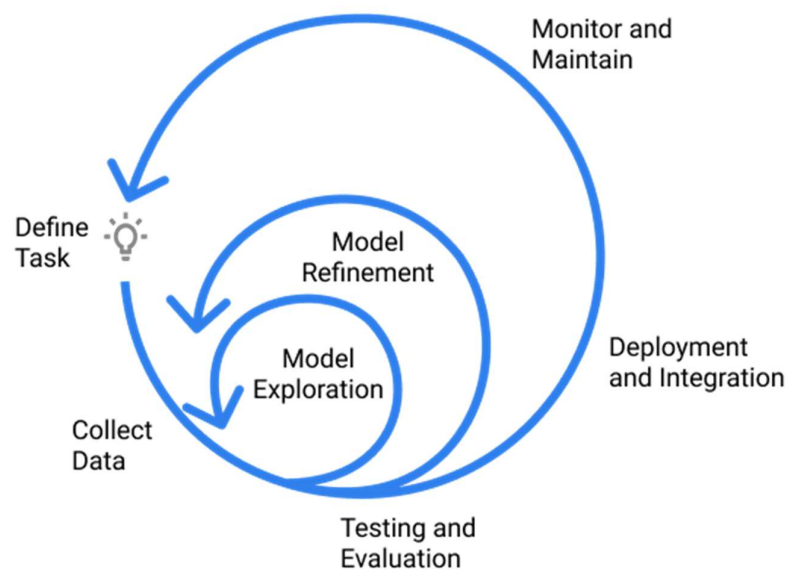 Monitor and
Maintain
Define
Task
Model
Refinement
Model
Exploration
Deployment
and Integration
Collect
Data
Testing and
Evaluation